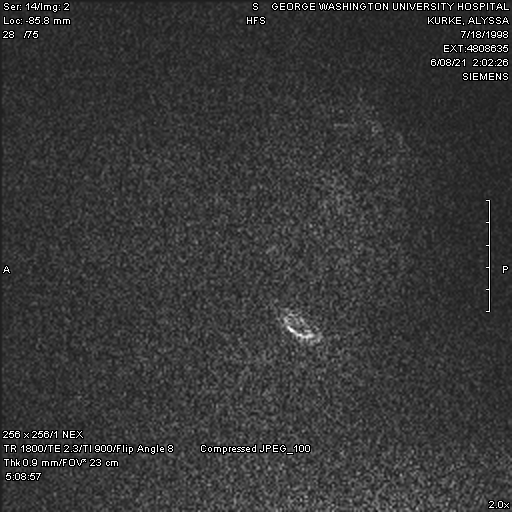 Ser: 14/Img: 2
Loc: -85.8 mm
28 /75
S
HFS
GEORGE WASHINGTON UNIVERSITY HOSPITAL
KURKE, ALYSSA
7/18/1998
EXT:4808635
6/08/21 2:02:26
SIEMENS
A
P
256 x 256/1 NEX
TR 1800/TE 2.3/TI 900/Flip Angle 8
Compressed JPEG_100
Thk 0.9 mm/FOV* 23 cm
5:08:57
2.0x